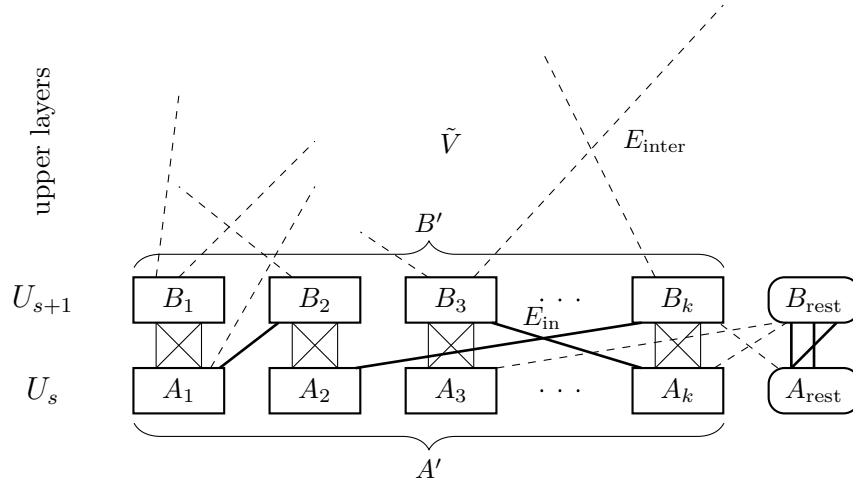 upper layers
Ṽ
E_inter
B′
U_{s+1}
B_1 B_2 B_3 · · · B_k B_rest
E_in
U_s
A_1 A_2 A_3 · · · A_k A_rest
A′